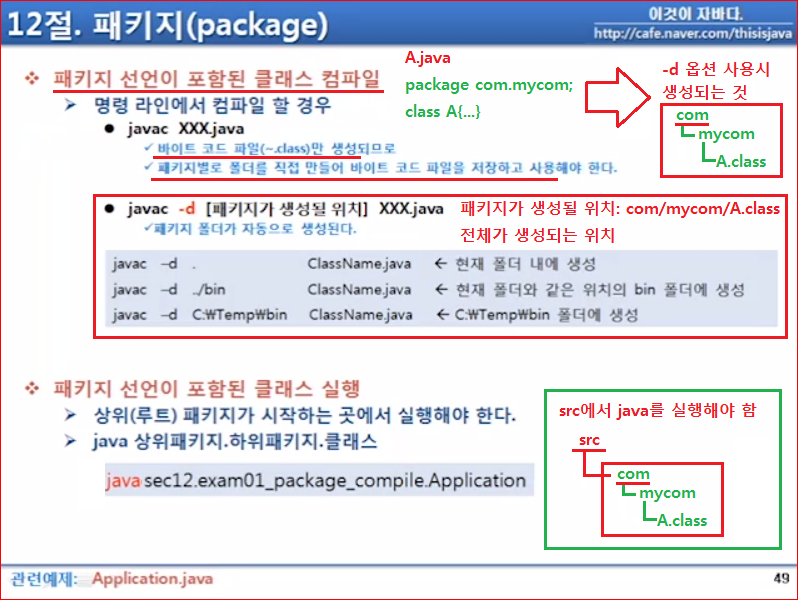 12절. 패키지(package)
이것이 자바다.
http://cafe.naver.com/thisisjava
❖ 패키지 선언이 포함된 클래스 컴파일
➤ 명령 라인에서 컴파일 할 경우
● javac XXX.java
✓ 바이트 코드 파일(~.class)만 생성되므로
✓ 패키지별로 폴더를 직접 만들어 바이트 코드 파일을 저장하고 사용해야 한다.
A.java
package com.mycom;
class A{...}
-d 옵션 사용시
생성되는 것
com
mycom
A.class
● javac -d [패키지가 생성될 위치] XXX.java
✓패키지 폴더가 자동으로 생성된다.
패키지가 생성될 위치: com/mycom/A.class
전체가 생성되는 위치
javac –d . ClassName.java ← 현재 폴더 내에 생성
javac –d ../bin ClassName.java ← 현재 폴더와 같은 위치의 bin 폴더에 생성
javac –d C:₩Temp₩bin ClassName.java ← C:₩Temp₩bin 폴더에 생성
❖ 패키지 선언이 포함된 클래스 실행
➤ 상위(루트) 패키지가 시작하는 곳에서 실행해야 한다.
➤ java 상위패키지.하위패키지.클래스
java sec12.exam01_package_compile.Application
src에서 java를 실행해야 함
src
com
mycom
A.class
관련예제: Application.java
49